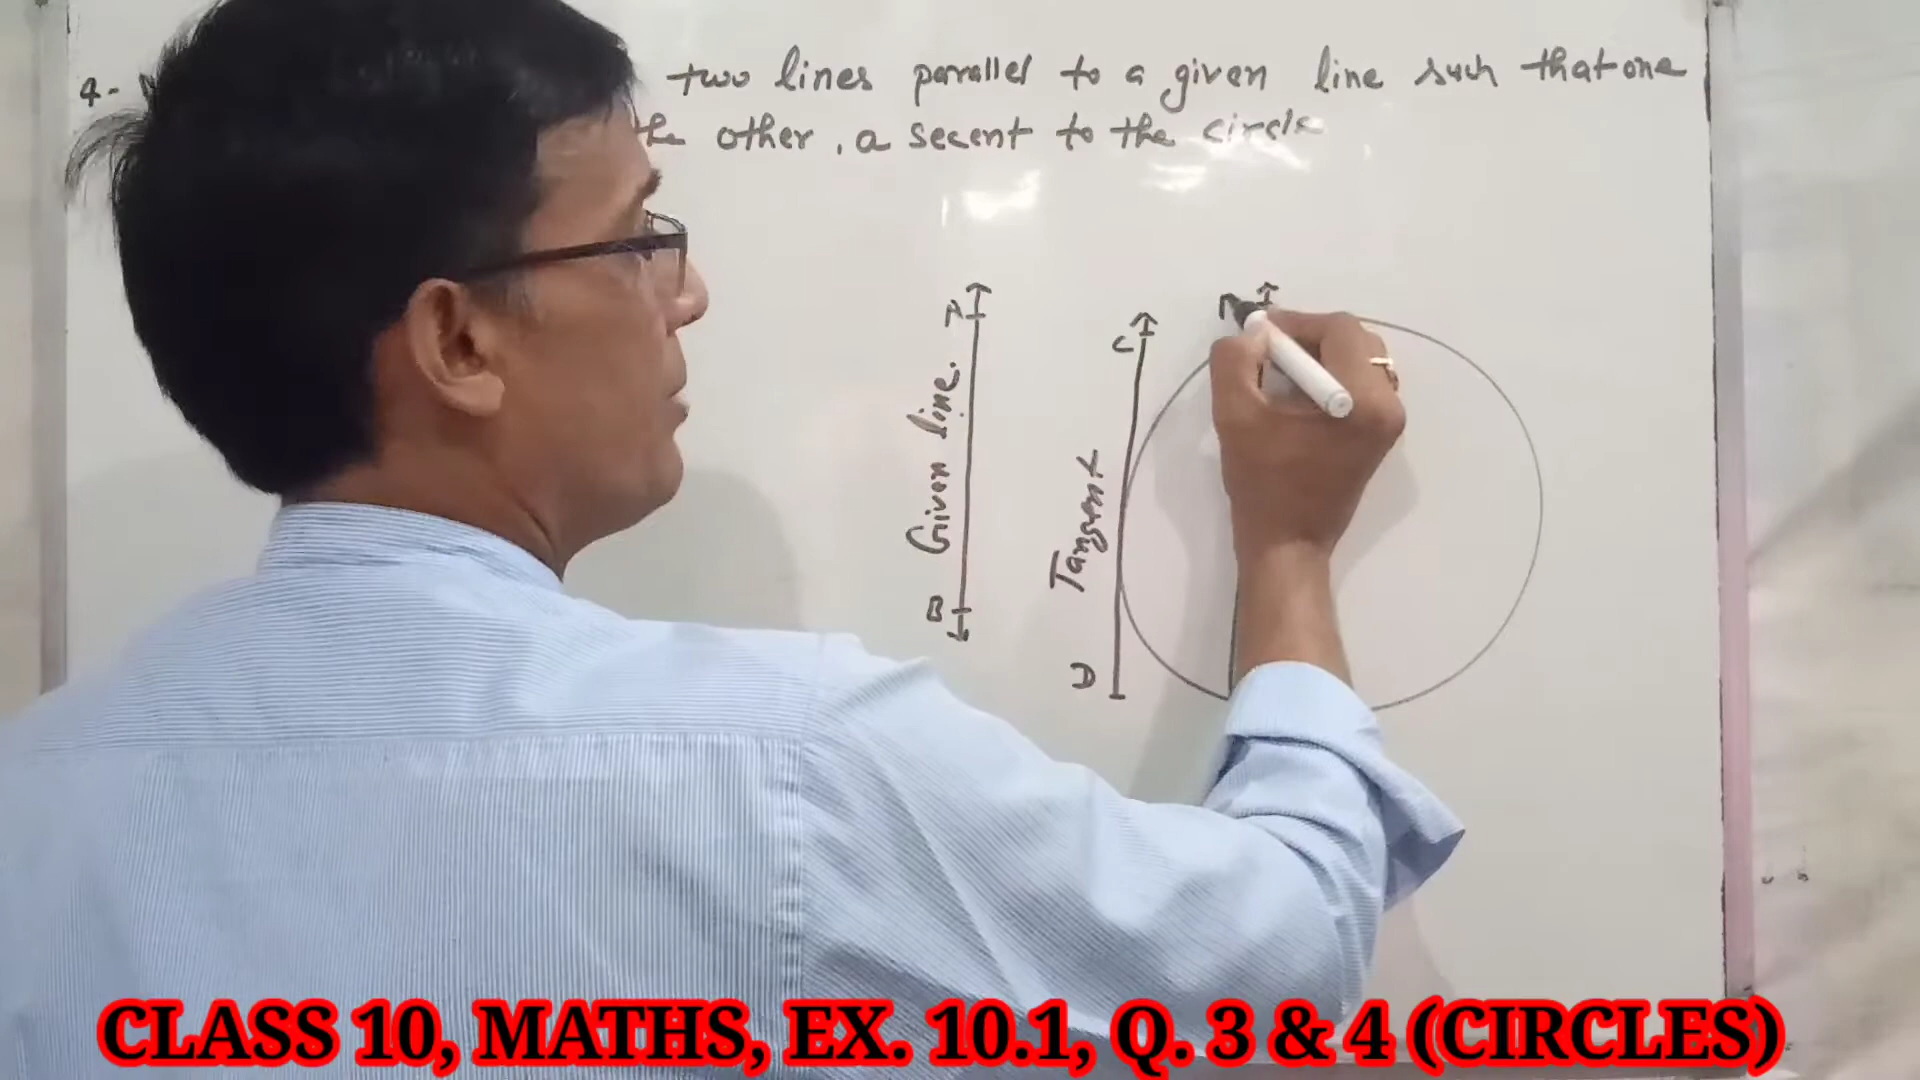 4-
two lines parallel to a given line such that one
the other, a secent to the circle
Given line.
B
Tangent
C
D
CLASS 10, MATHS, EX. 10.1, Q. 3 & 4 (CIRCLES)